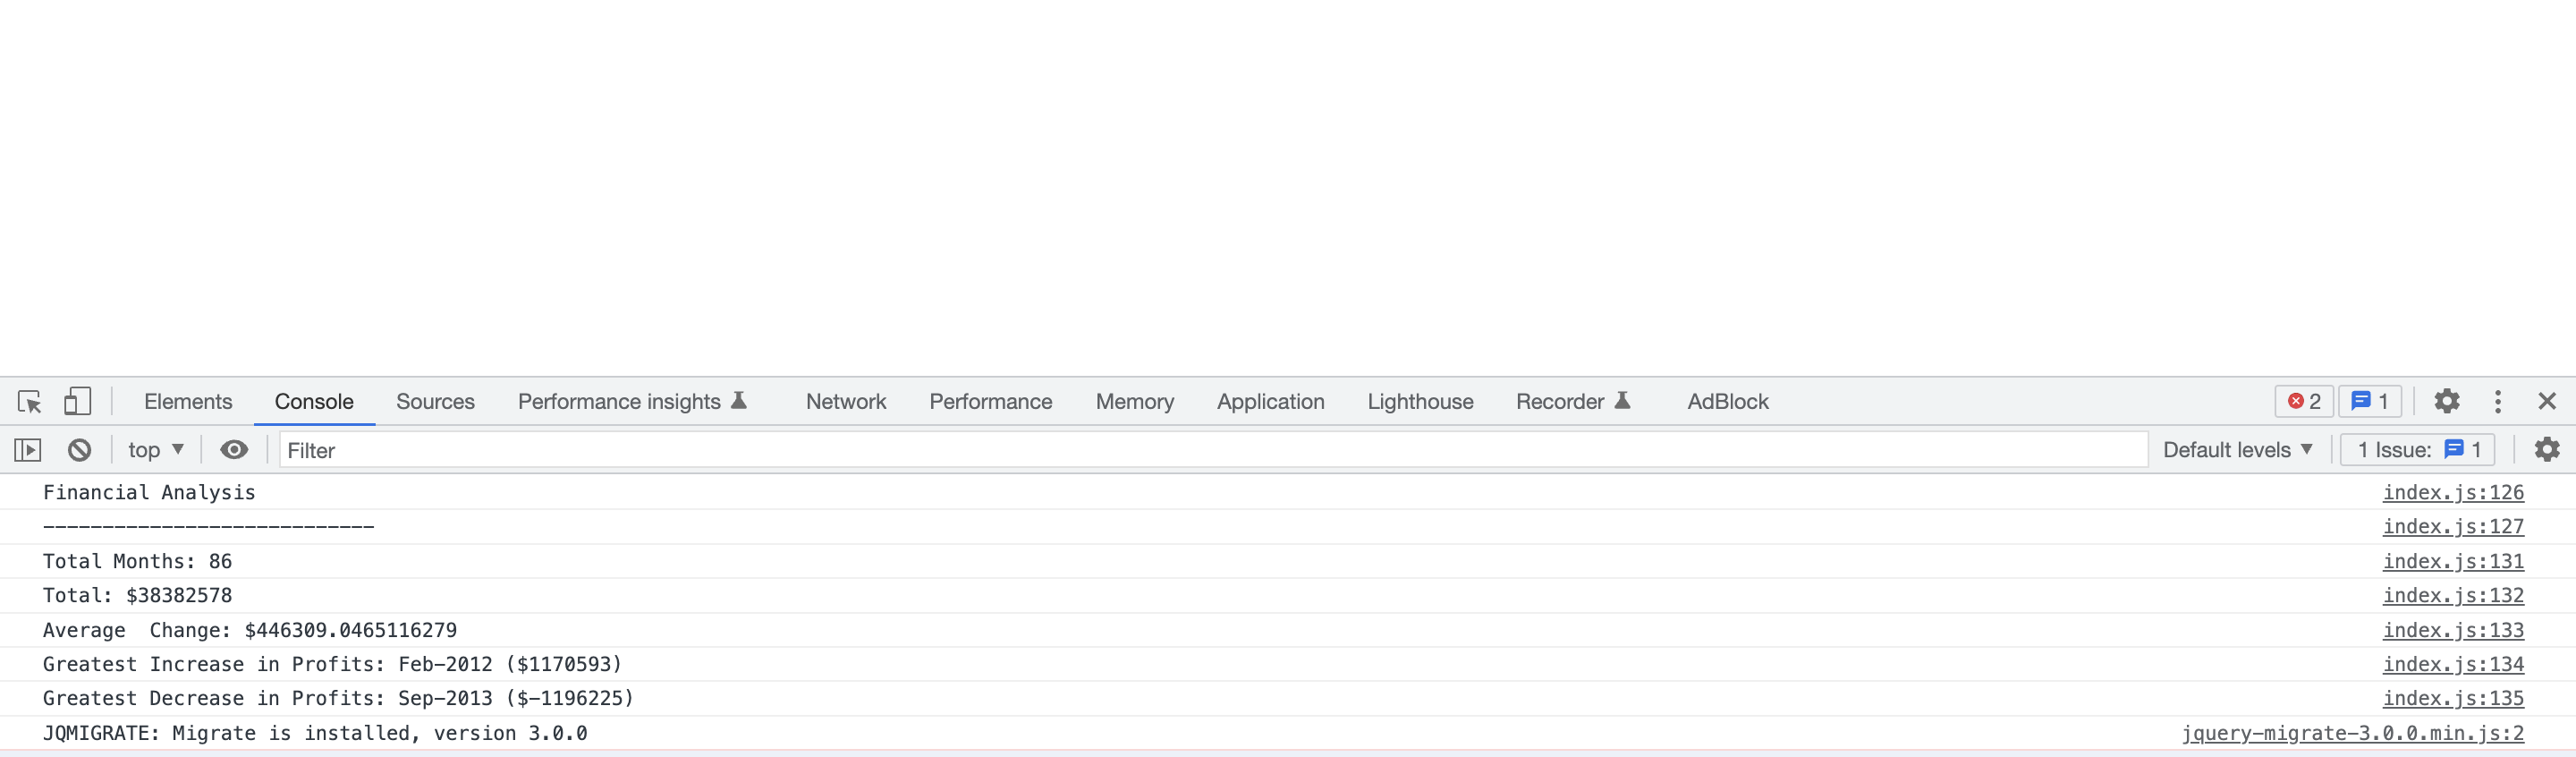 Elements Console Sources Performance insights Network Performance Memory Application Lighthouse Recorder AdBlock 2 1
top Filter Default levels 1 Issue: 1
Financial Analysis index.js:126
---------------------------- index.js:127
Total Months: 86 index.js:131
Total: $38382578 index.js:132
Average  Change: $446309.0465116279 index.js:133
Greatest Increase in Profits: Feb-2012 ($1170593) index.js:134
Greatest Decrease in Profits: Sep-2013 ($-1196225) index.js:135
JQMIGRATE: Migrate is installed, version 3.0.0 jquery-migrate-3.0.0.min.js:2